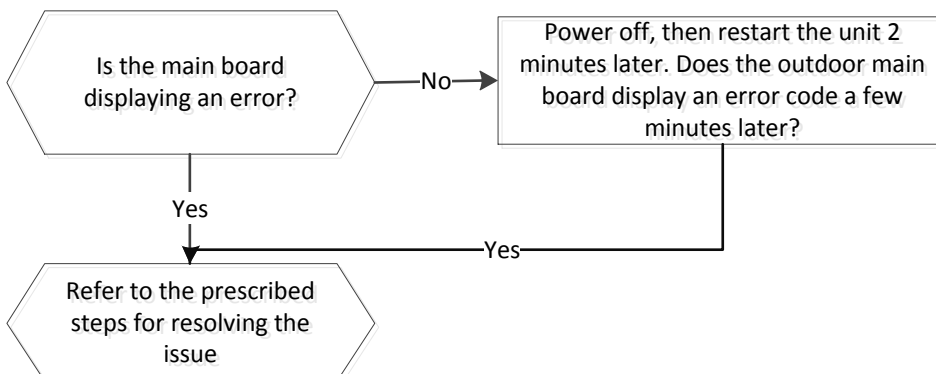 Is the main board
displaying an error?
No
Power off, then restart the unit 2
minutes later. Does the outdoor main
board display an error code a few
minutes later?
Yes
Yes
Refer to the prescribed
steps for resolving the
issue